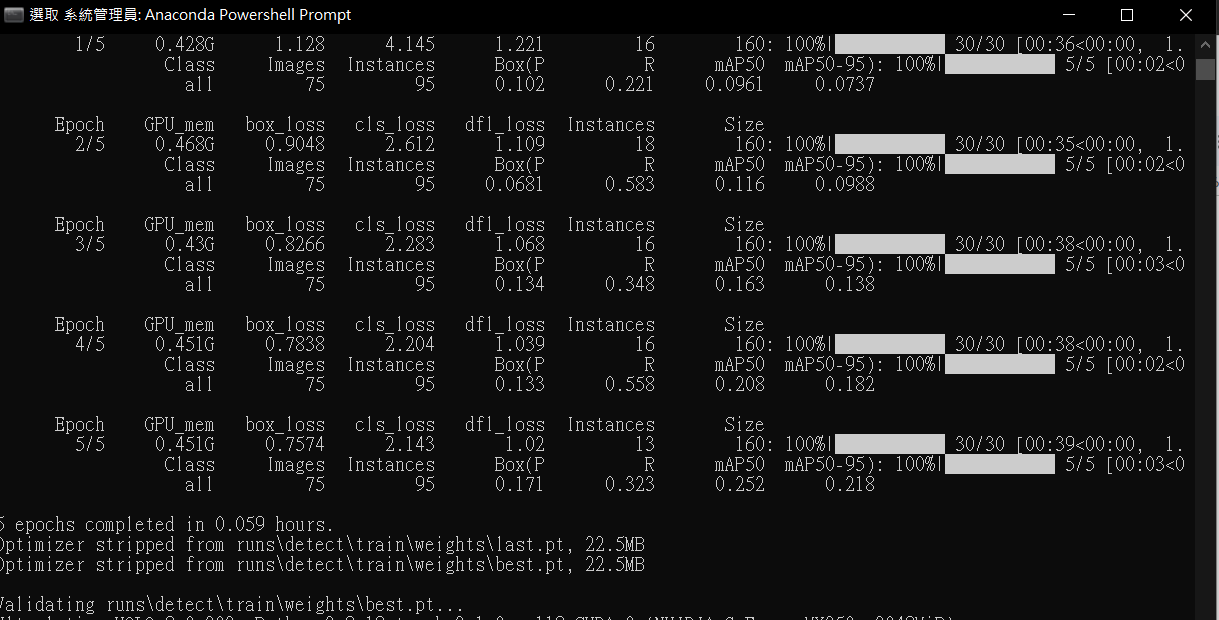 選取 系統管理員: Anaconda Powershell Prompt
1/5 0.428G 1.128 4.145 1.221 16 160: 100%| 30/30 [00:36<00:00, 1.
Class Images Instances Box(P R mAP50 mAP50-95): 100%| 5/5 [00:02<0
all 75 95 0.102 0.221 0.0961 0.0737
Epoch GPU_mem box_loss cls_loss dfl_loss Instances Size
2/5 0.468G 0.9048 2.612 1.109 18 160: 100%| 30/30 [00:35<00:00, 1.
Class Images Instances Box(P R mAP50 mAP50-95): 100%| 5/5 [00:02<0
all 75 95 0.0681 0.583 0.116 0.0988
Epoch GPU_mem box_loss cls_loss dfl_loss Instances Size
3/5 0.43G 0.8266 2.283 1.068 16 160: 100%| 30/30 [00:38<00:00, 1.
Class Images Instances Box(P R mAP50 mAP50-95): 100%| 5/5 [00:03<0
all 75 95 0.134 0.348 0.163 0.138
Epoch GPU_mem box_loss cls_loss dfl_loss Instances Size
4/5 0.451G 0.7838 2.204 1.039 16 160: 100%| 30/30 [00:38<00:00, 1.
Class Images Instances Box(P R mAP50 mAP50-95): 100%| 5/5 [00:02<0
all 75 95 0.133 0.558 0.208 0.182
Epoch GPU_mem box_loss cls_loss dfl_loss Instances Size
5/5 0.451G 0.7574 2.143 1.02 13 160: 100%| 30/30 [00:39<00:00, 1.
Class Images Instances Box(P R mAP50 mAP50-95): 100%| 5/5 [00:03<0
all 75 95 0.171 0.323 0.252 0.218
5 epochs completed in 0.059 hours.
Optimizer stripped from runs\detect\train\weights\last.pt, 22.5MB
Optimizer stripped from runs\detect\train\weights\best.pt, 22.5MB
Validating runs\detect\train\weights\best.pt...